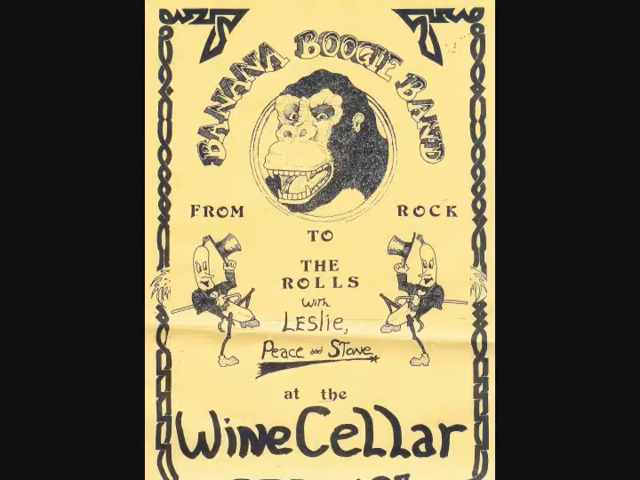 BANANA BOOGIE BAND
FROM ROCK
TO
THE
ROLLS
with
LESLIE,
Peace and STone
at the
WineCellar